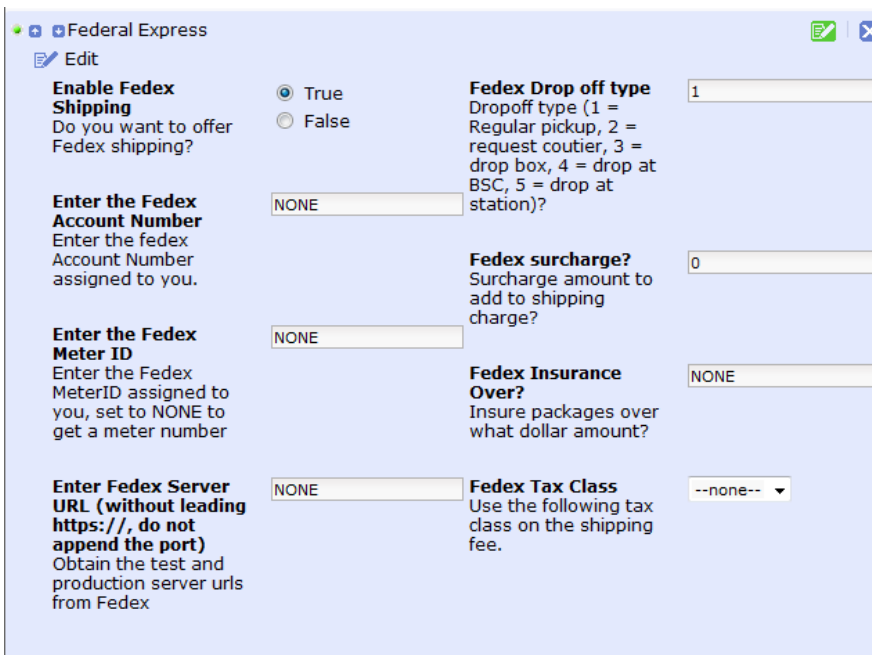 Federal Express
Edit
Enable Fedex
Shipping
Do you want to offer
Fedex shipping?
True
False
Enter the Fedex
Account Number
Enter the fedex
Account Number
assigned to you.
NONE
Enter the Fedex
Meter ID
Enter the Fedex
MeterID assigned to
you, set to NONE to
get a meter number
NONE
Enter Fedex Server
URL (without leading
https://, do not
append the port)
Obtain the test and
production server urls
from Fedex
NONE
Fedex Drop off type
Dropoff type (1 =
Regular pickup, 2 =
request coutier, 3 =
drop box, 4 = drop at
BSC, 5 = drop at
station)?
1
Fedex surcharge?
Surcharge amount to
add to shipping
charge?
0
Fedex Insurance
Over?
Insure packages over
what dollar amount?
NONE
Fedex Tax Class
Use the following tax
class on the shipping
fee.
--none--